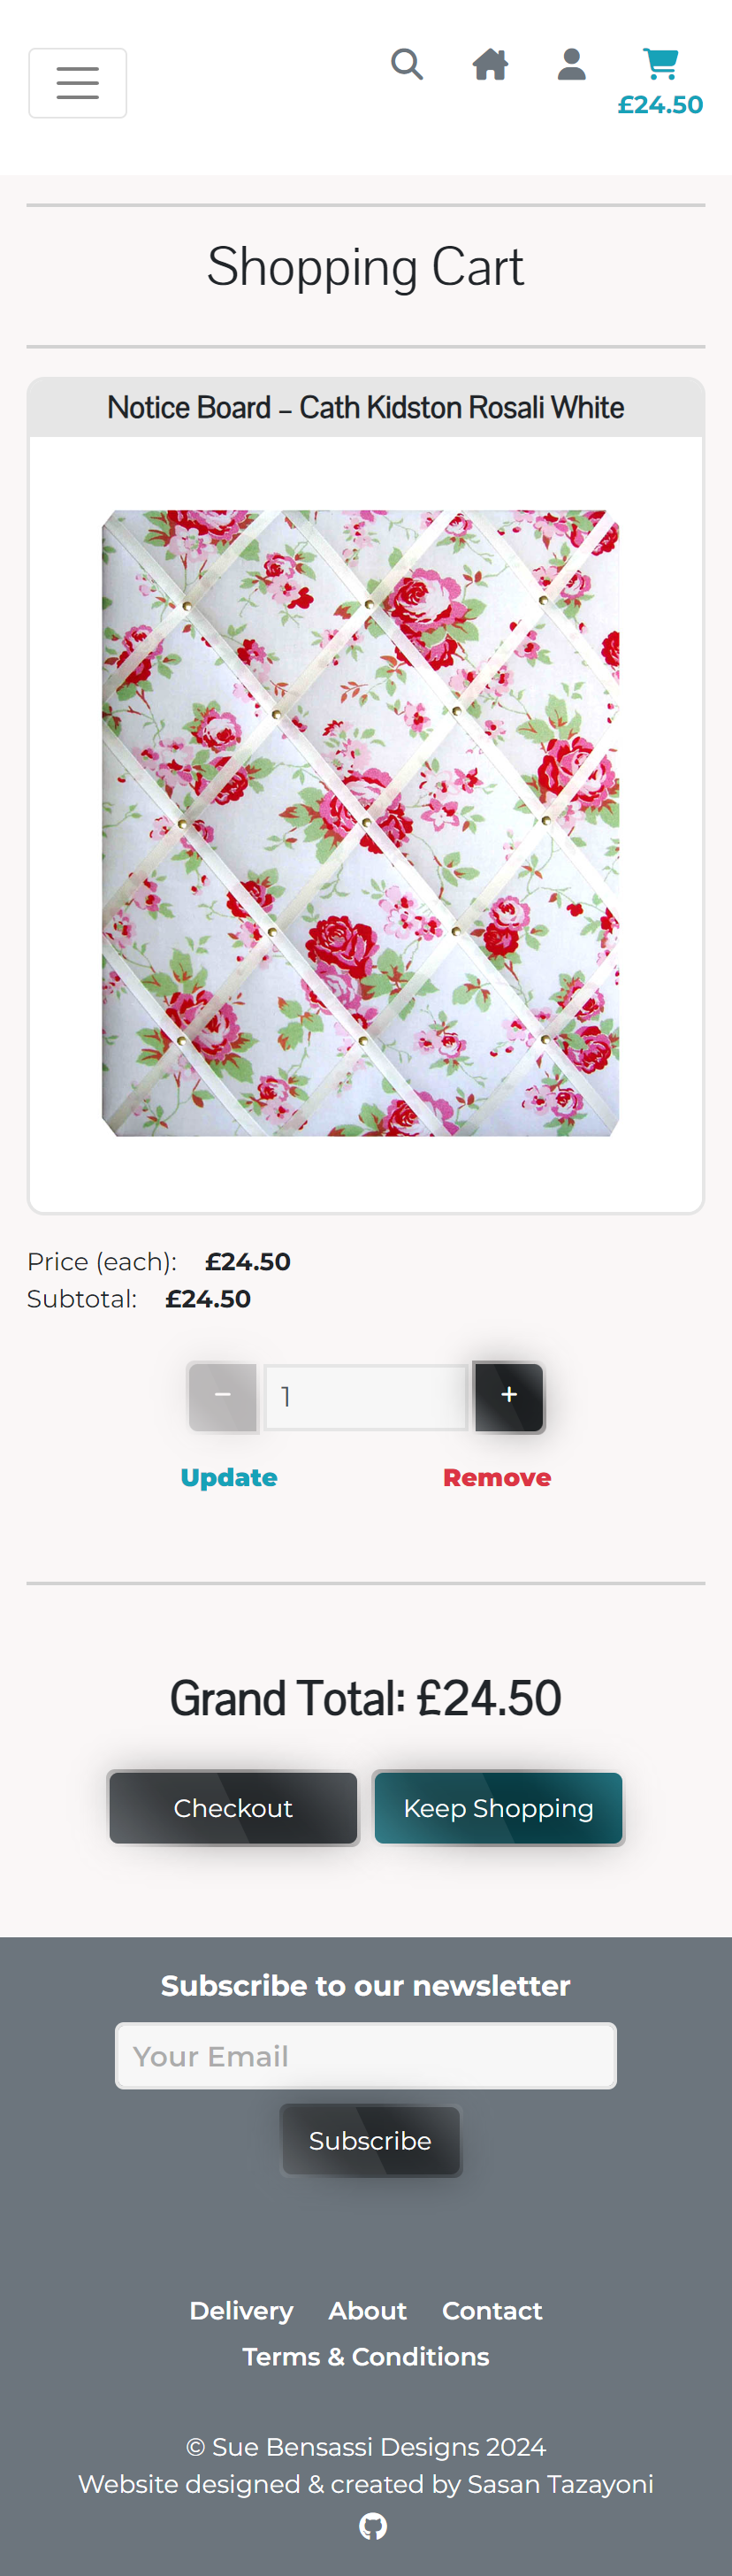 £24.50
Shopping Cart
Notice Board – Cath Kidston Rosali White
Price (each): £24.50
Subtotal: £24.50
− 1 +
Update Remove
Grand Total: £24.50
Checkout Keep Shopping
Subscribe to our newsletter
Your Email
Subscribe
Delivery About Contact
Terms & Conditions
© Sue Bensassi Designs 2024
Website designed & created by Sasan Tazayoni